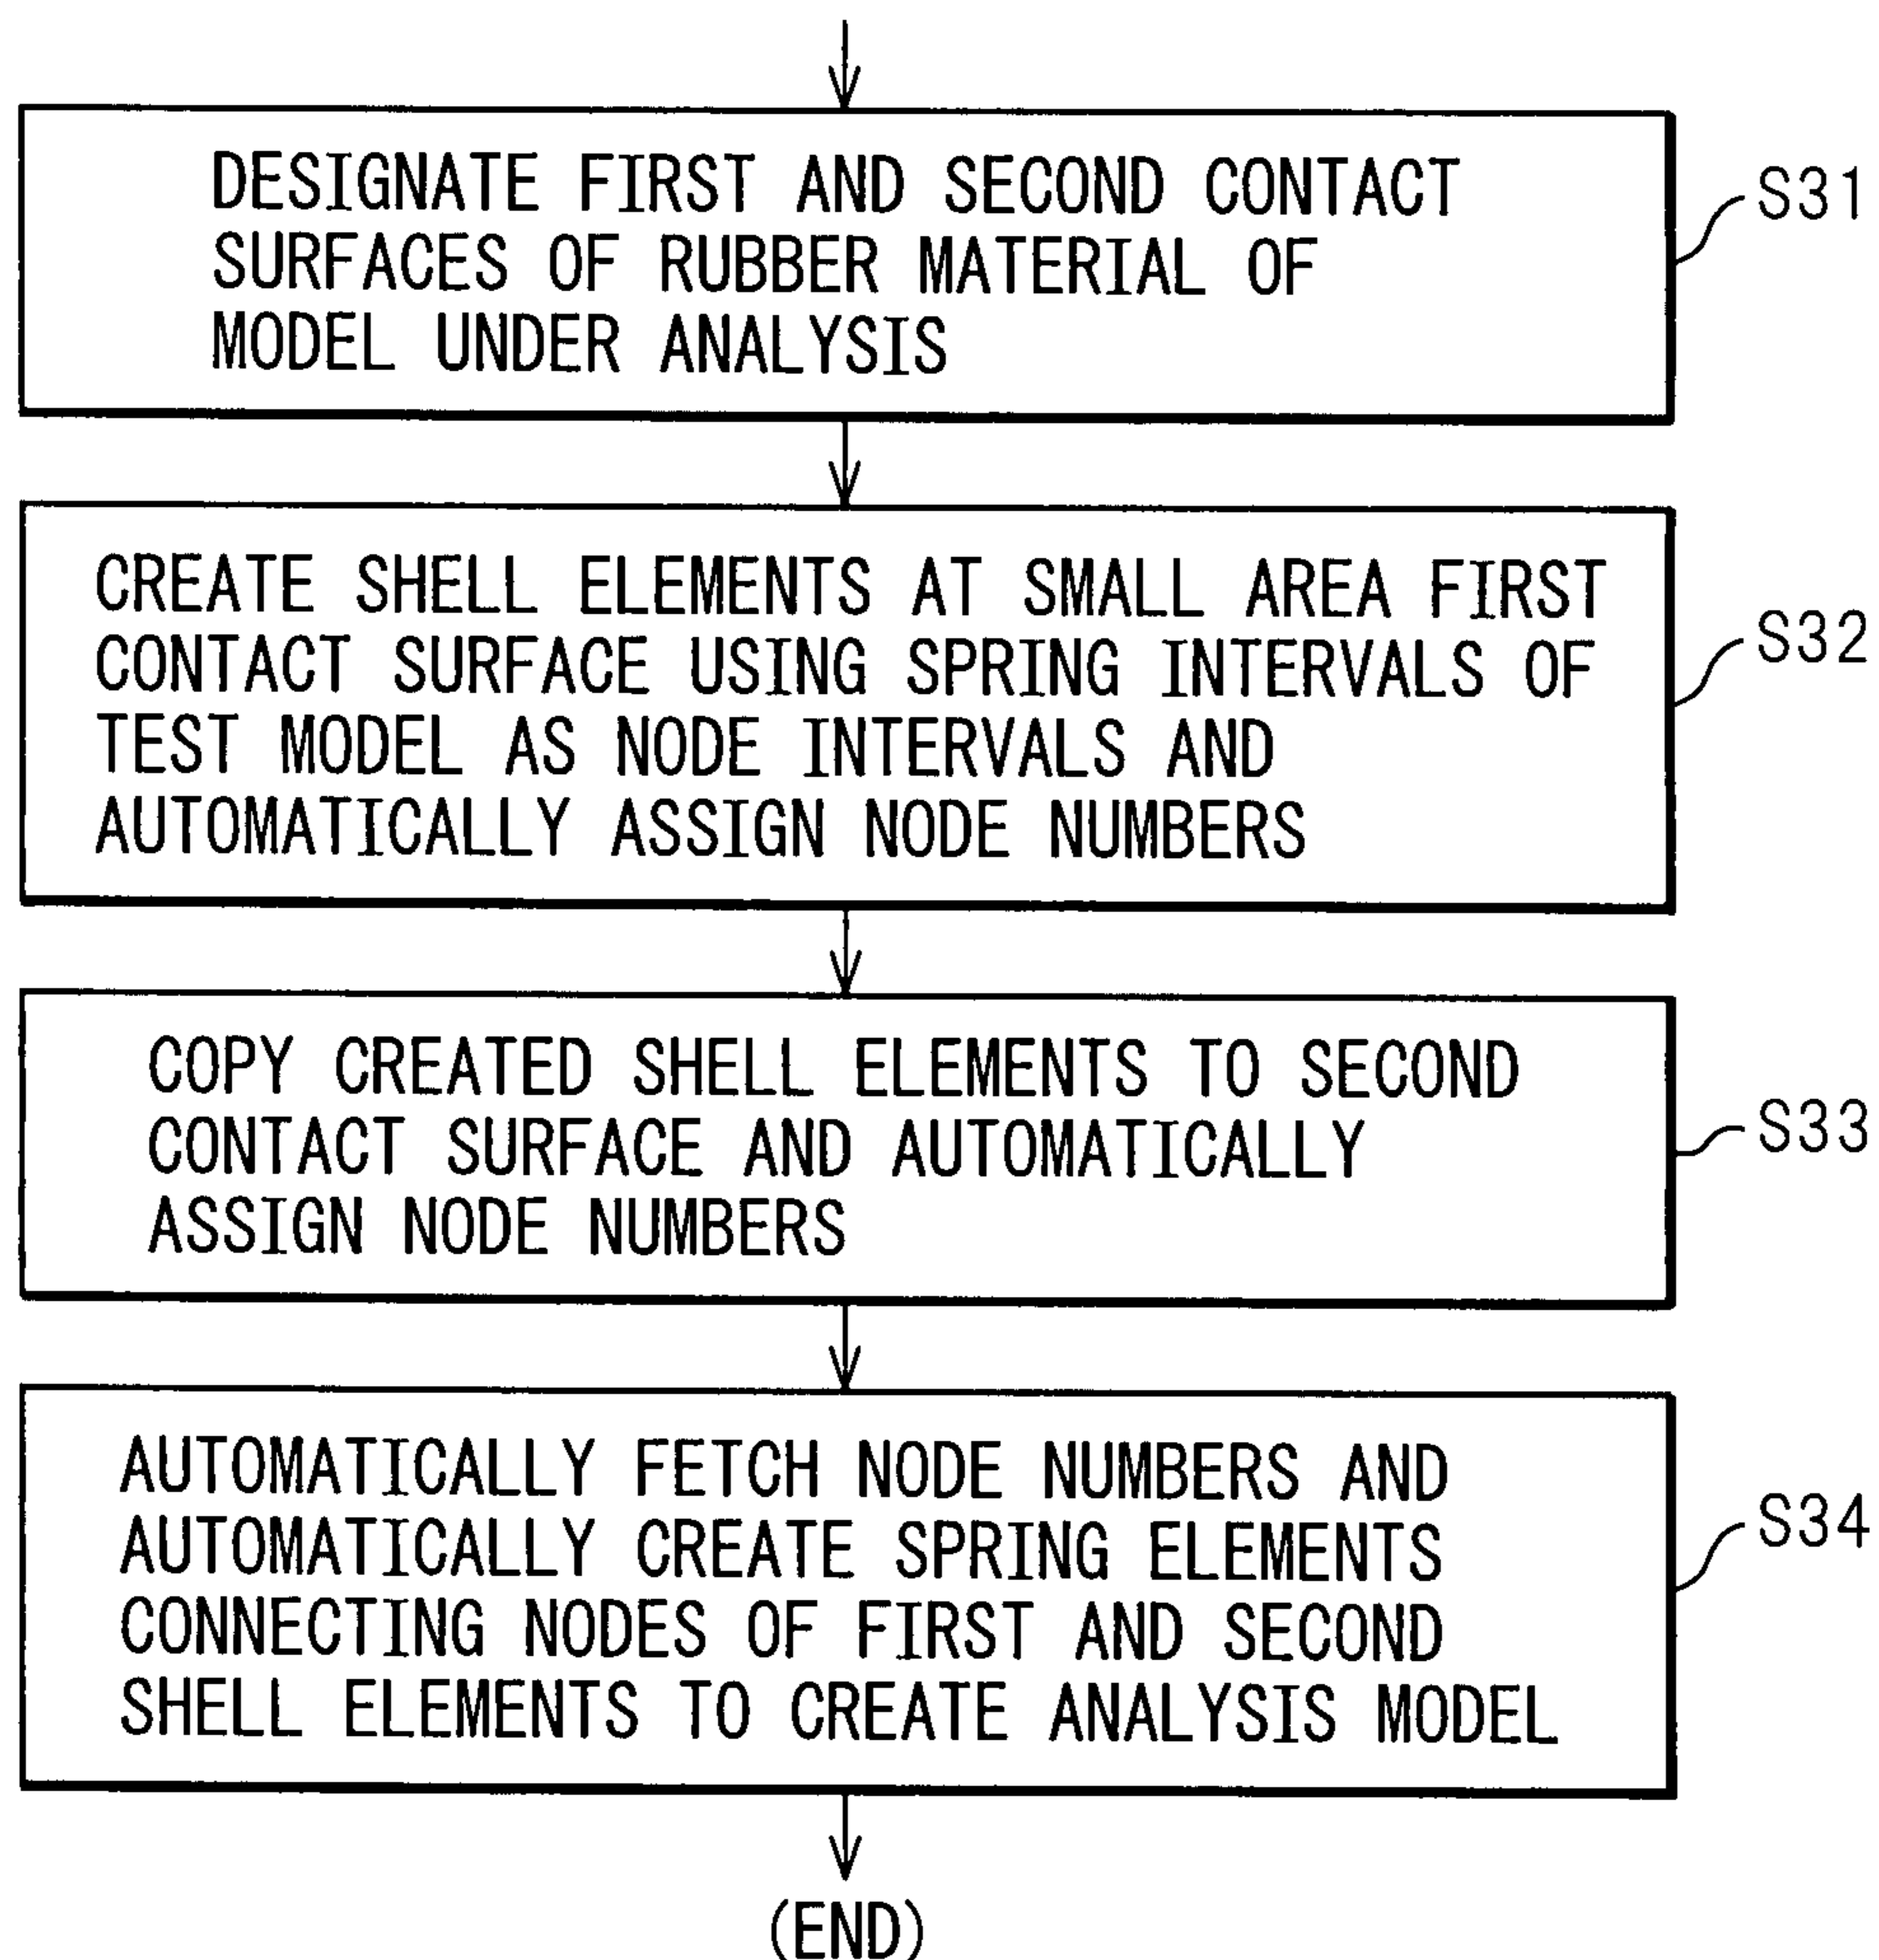 DESIGNATE FIRST AND SECOND CONTACT
SURFACES OF RUBBER MATERIAL OF
MODEL UNDER ANALYSIS
S31
CREATE SHELL ELEMENTS AT SMALL AREA FIRST
CONTACT SURFACE USING SPRING INTERVALS OF
TEST MODEL AS NODE INTERVALS AND
AUTOMATICALLY ASSIGN NODE NUMBERS
S32
COPY CREATED SHELL ELEMENTS TO SECOND
CONTACT SURFACE AND AUTOMATICALLY
ASSIGN NODE NUMBERS
S33
AUTOMATICALLY FETCH NODE NUMBERS AND
AUTOMATICALLY CREATE SPRING ELEMENTS
CONNECTING NODES OF FIRST AND SECOND
SHELL ELEMENTS TO CREATE ANALYSIS MODEL
S34
(END)